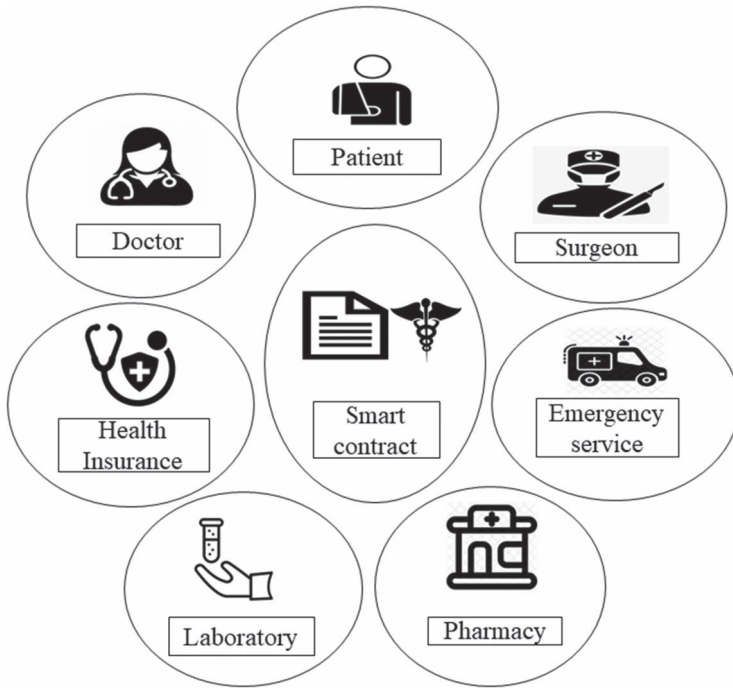 Patient
Doctor
Surgeon
Smart
contract
Health
Insurance
Emergency
service
Laboratory
Pharmacy